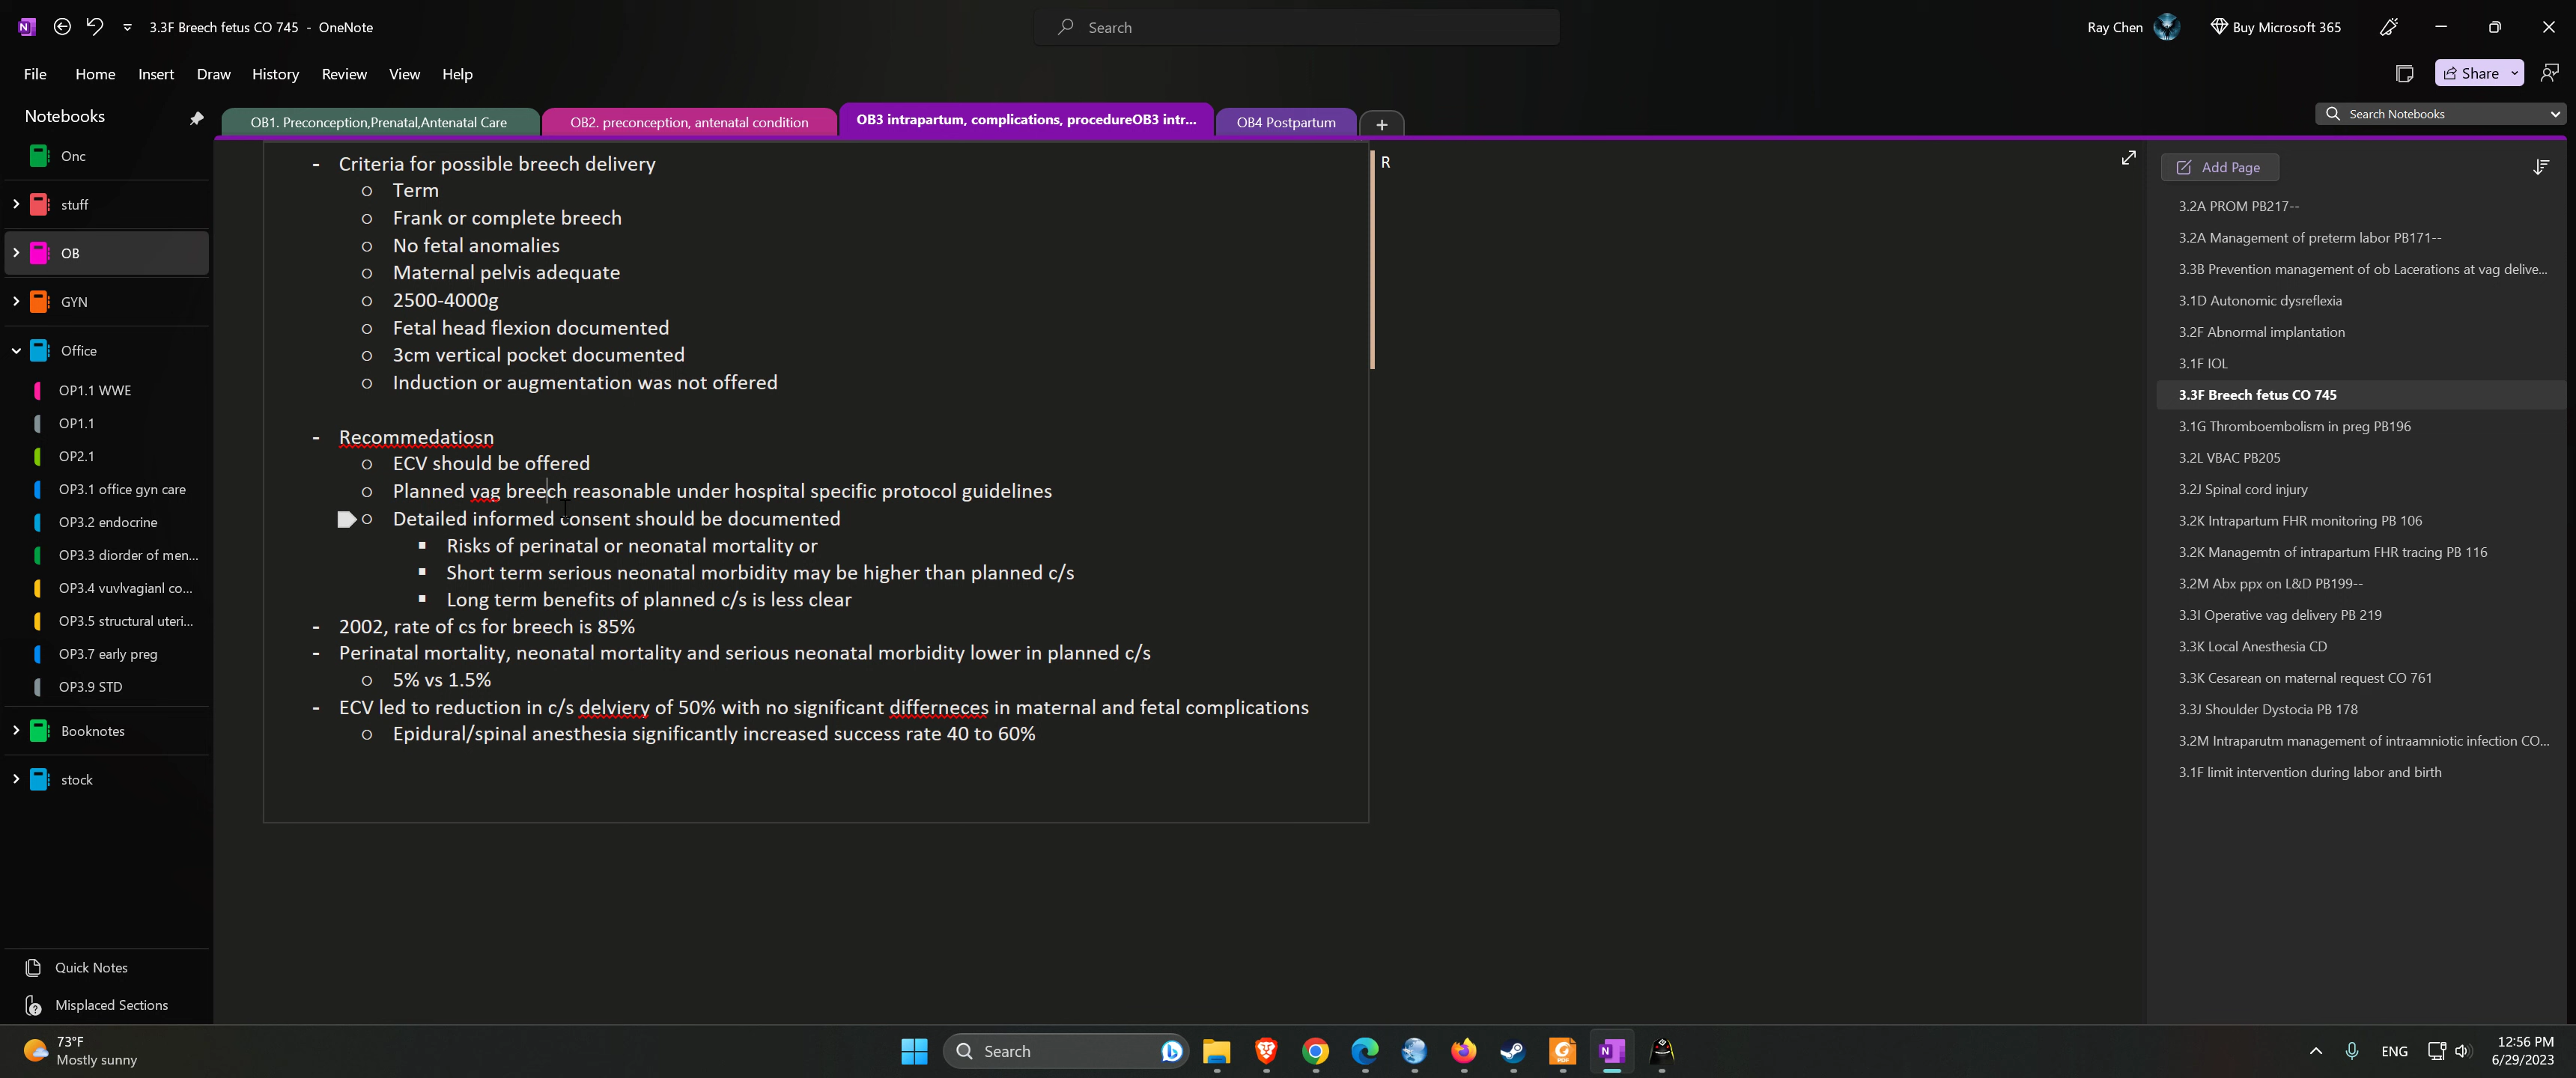 3.3F Breech fetus CO 745 - OneNote
Search
Ray Chen
Buy Microsoft 365
File Home Insert Draw History Review View Help
Share
Notebooks
OB1. Preconception,Prenatal,Antenatal Care
OB2. preconception, antenatal condition
OB3 intrapartum, complications, procedureOB3 intr...
OB4 Postpartum
+
Search Notebooks
Onc
stuff
OB
GYN
Office
OP1.1 WWE
OP1.1
OP2.1
OP3.1 office gyn care
OP3.2 endocrine
OP3.3 diorder of men...
OP3.4 vuvlvagianl co...
OP3.5 structural uteri...
OP3.7 early preg
OP3.9 STD
Booknotes
stock
Quick Notes
Misplaced Sections
- Criteria for possible breech delivery
o Term
o Frank or complete breech
o No fetal anomalies
o Maternal pelvis adequate
o 2500-4000g
o Fetal head flexion documented
o 3cm vertical pocket documented
o Induction or augmentation was not offered
- Recommedatiosn
o ECV should be offered
o Planned vag breech reasonable under hospital specific protocol guidelines
o Detailed informed consent should be documented
▪ Risks of perinatal or neonatal mortality or
▪ Short term serious neonatal morbidity may be higher than planned c/s
▪ Long term benefits of planned c/s is less clear
- 2002, rate of cs for breech is 85%
- Perinatal mortality, neonatal mortality and serious neonatal morbidity lower in planned c/s
o 5% vs 1.5%
- ECV led to reduction in c/s delviery of 50% with no significant differneces in maternal and fetal complications
o Epidural/spinal anesthesia significantly increased success rate 40 to 60%
R
Add Page
3.2A PROM PB217--
3.2A Management of preterm labor PB171--
3.3B Prevention management of ob Lacerations at vag delive...
3.1D Autonomic dysreflexia
3.2F Abnormal implantation
3.1F IOL
3.3F Breech fetus CO 745
3.1G Thromboembolism in preg PB196
3.2L VBAC PB205
3.2J Spinal cord injury
3.2K Intrapartum FHR monitoring PB 106
3.2K Managemtn of intrapartum FHR tracing PB 116
3.2M Abx ppx on L&D PB199--
3.3I Operative vag delivery PB 219
3.3K Local Anesthesia CD
3.3K Cesarean on maternal request CO 761
3.3J Shoulder Dystocia PB 178
3.2M Intraparutm management of intraamniotic infection CO...
3.1F limit intervention during labor and birth
73°F
Mostly sunny
Search
ENG
12:56 PM
6/29/2023